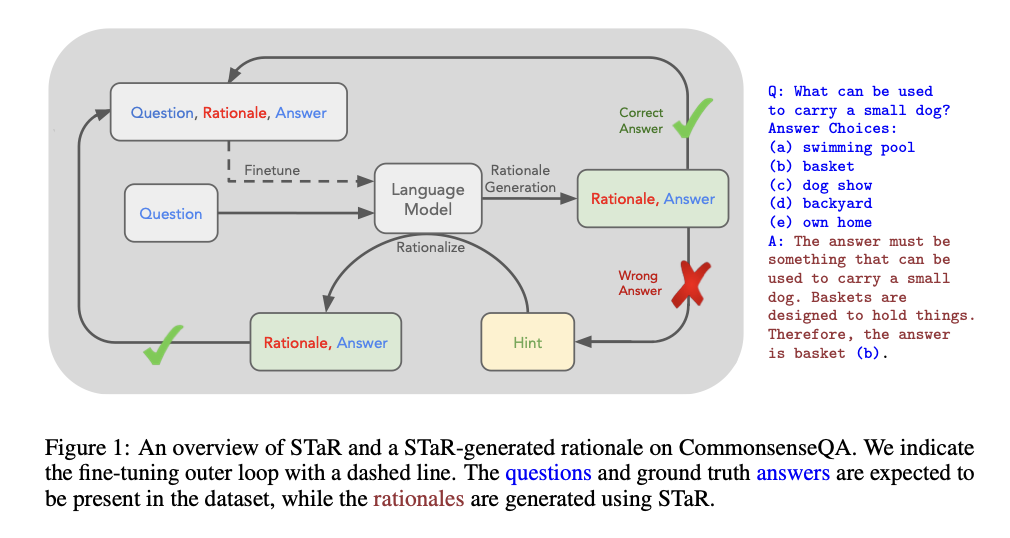 Question, Rationale, Answer
Finetune
Question
Language
Model
Rationale
Generation
Correct
Answer
Rationale, Answer
Rationalize
Wrong
Answer
Rationale, Answer
Hint
Q: What can be used
to carry a small dog?
Answer Choices:
(a) swimming pool
(b) basket
(c) dog show
(d) backyard
(e) own home
A: The answer must be
something that can be
used to carry a small
dog. Baskets are
designed to hold things.
Therefore, the answer
is basket (b).
Figure 1: An overview of STaR and a STaR-generated rationale on CommonsenseQA. We indicate
the fine-tuning outer loop with a dashed line. The questions and ground truth answers are expected to
be present in the dataset, while the rationales are generated using STaR.